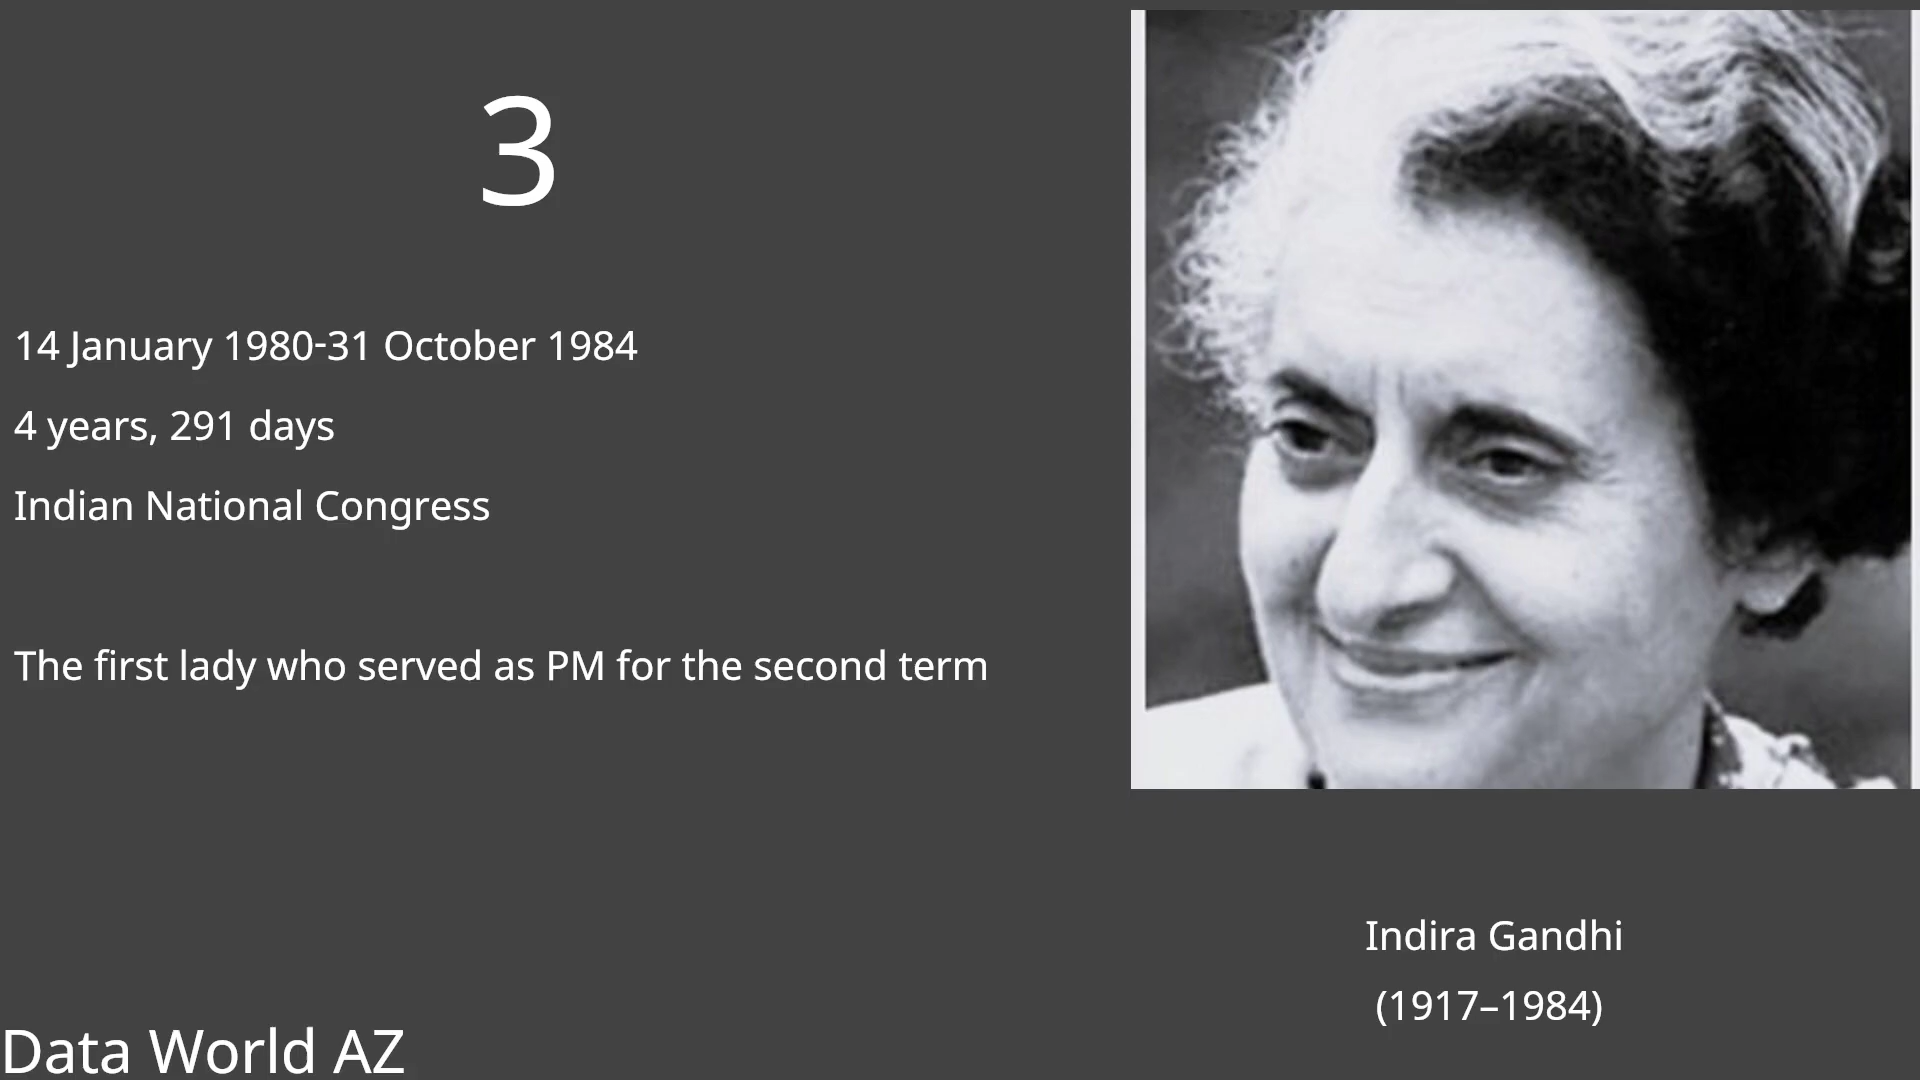 3
14 January 1980-31 October 1984
4 years, 291 days
Indian National Congress
The first lady who served as PM for the second term
Indira Gandhi
(1917–1984)
Data World AZ